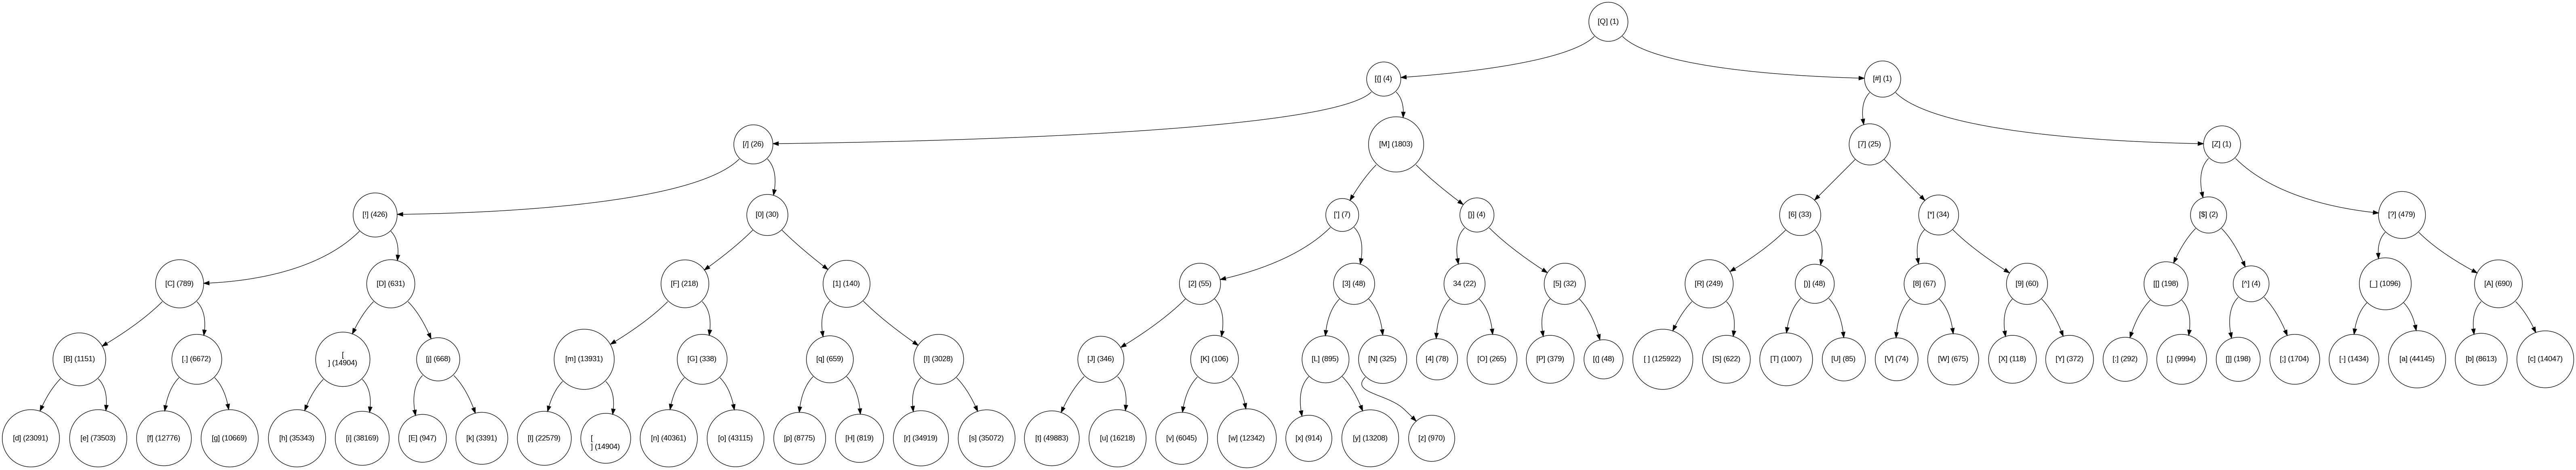 [Q] (1)
[{] (4)
[#] (1)
[/] (26)
[M] (1803)
[7] (25)
[Z] (1)
[!] (426)
[0] (30)
['] (7)
[}] (4)
[6] (33)
[*] (34)
[$] (2)
[?] (479)
[C] (789)
[D] (631)
[F] (218)
[1] (140)
[2] (55)
[3] (48)
34 (22)
[5] (32)
[R] (249)
[)] (48)
[8] (67)
[9] (60)
[[] (198)
[^] (4)
[_] (1096)
[A] (690)
[B] (1151)
[.] (6672)
[
] (14904)
[j] (668)
[m] (13931)
[G] (338)
[q] (659)
[I] (3028)
[J] (346)
[K] (106)
[L] (895)
[N] (325)
[4] (78)
[O] (265)
[P] (379)
[(] (48)
[ ] (125922)
[S] (622)
[T] (1007)
[U] (85)
[V] (74)
[W] (675)
[X] (118)
[Y] (372)
[:] (292)
[,] (9994)
[]] (198)
[;] (1704)
[-] (1434)
[a] (44145)
[b] (8613)
[c] (14047)
[d] (23091)
[e] (73503)
[f] (12776)
[g] (10669)
[h] (35343)
[i] (38169)
[E] (947)
[k] (3391)
[l] (22579)
[
] (14904)
[n] (40361)
[o] (43115)
[p] (8775)
[H] (819)
[r] (34919)
[s] (35072)
[t] (49883)
[u] (16218)
[v] (6045)
[w] (12342)
[x] (914)
[y] (13208)
[z] (970)